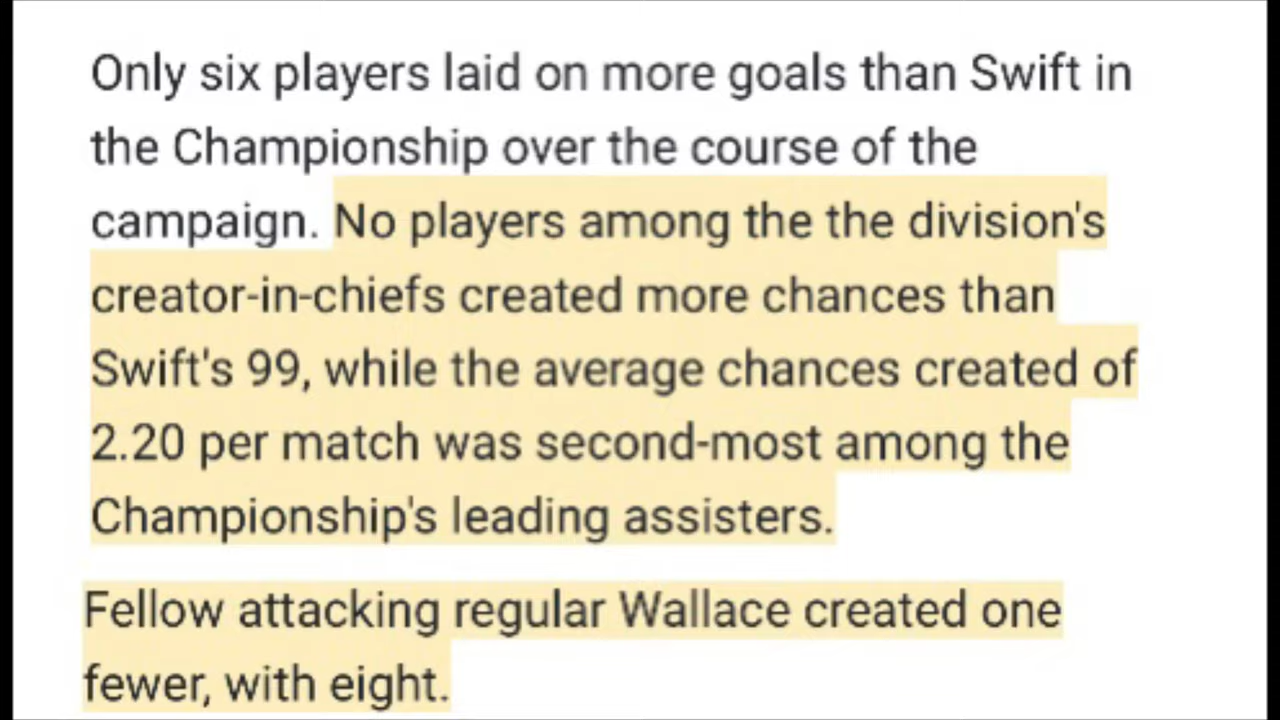 Only six players laid on more goals than Swift in
the Championship over the course of the
campaign. No players among the the division's
creator-in-chiefs created more chances than
Swift's 99, while the average chances created of
2.20 per match was second-most among the
Championship's leading assisters.
Fellow attacking regular Wallace created one
fewer, with eight.